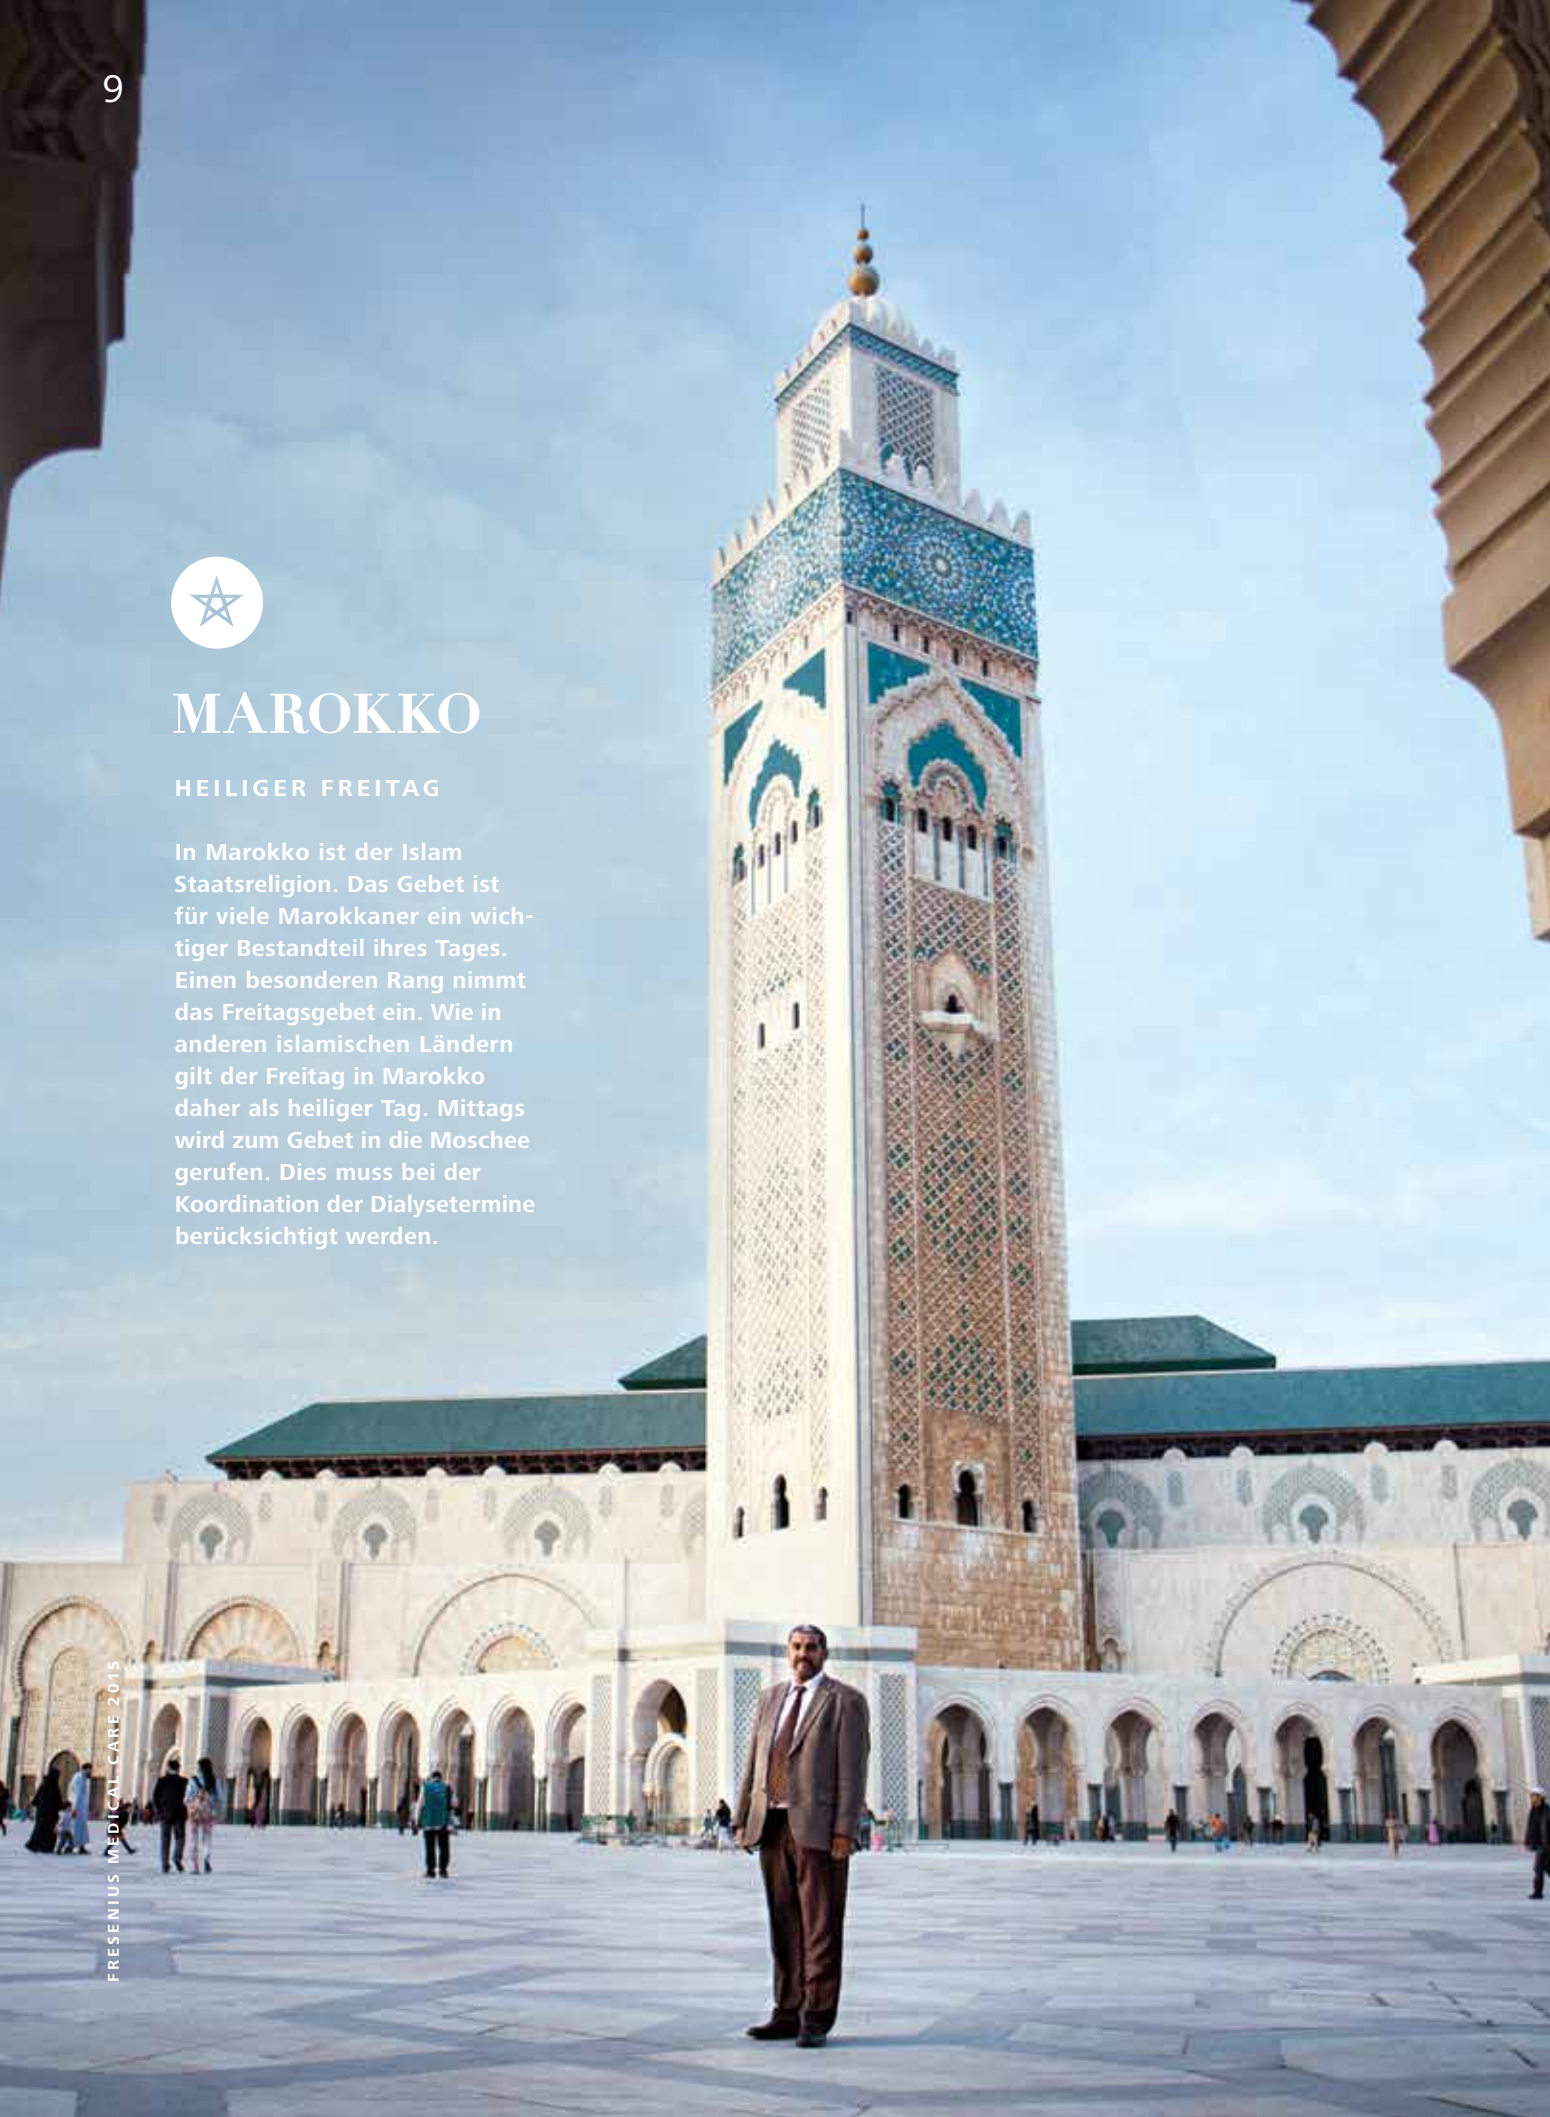 9
MAROKKO
HEILIGER FREITAG
In Marokko ist der Islam
Staatsreligion. Das Gebet ist
für viele Marokkaner ein wich-
tiger Bestandteil ihres Tages.
Einen besonderen Rang nimmt
das Freitagsgebet ein. Wie in
anderen islamischen Ländern
gilt der Freitag in Marokko
daher als heiliger Tag. Mittags
wird zum Gebet in die Moschee
gerufen. Dies muss bei der
Koordination der Dialysetermine
berücksichtigt werden.
FRESENIUS MEDICAL CARE 2015